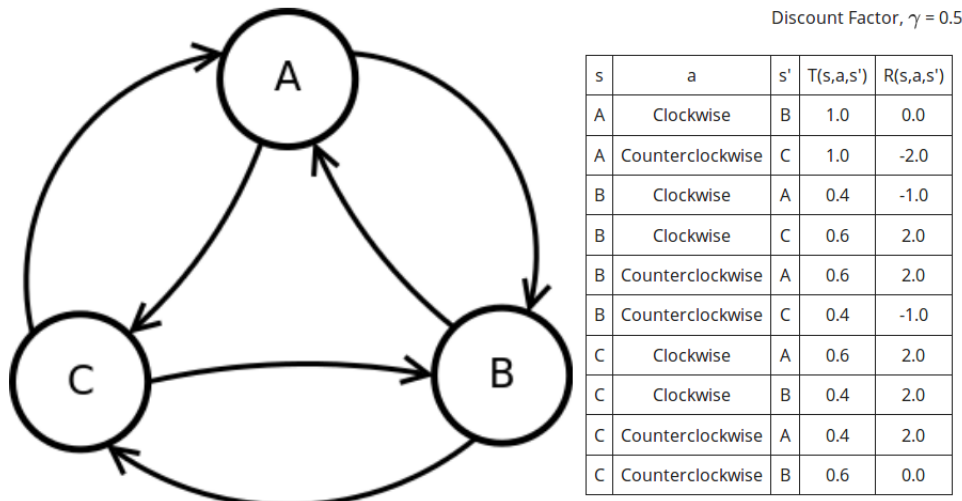 Discount Factor, γ = 0.5
A
C
B
s a s' T(s,a,s') R(s,a,s')
A Clockwise B 1.0 0.0
A Counterclockwise C 1.0 -2.0
B Clockwise A 0.4 -1.0
B Clockwise C 0.6 2.0
B Counterclockwise A 0.6 2.0
B Counterclockwise C 0.4 -1.0
C Clockwise A 0.6 2.0
C Clockwise B 0.4 2.0
C Counterclockwise A 0.4 2.0
C Counterclockwise B 0.6 0.0